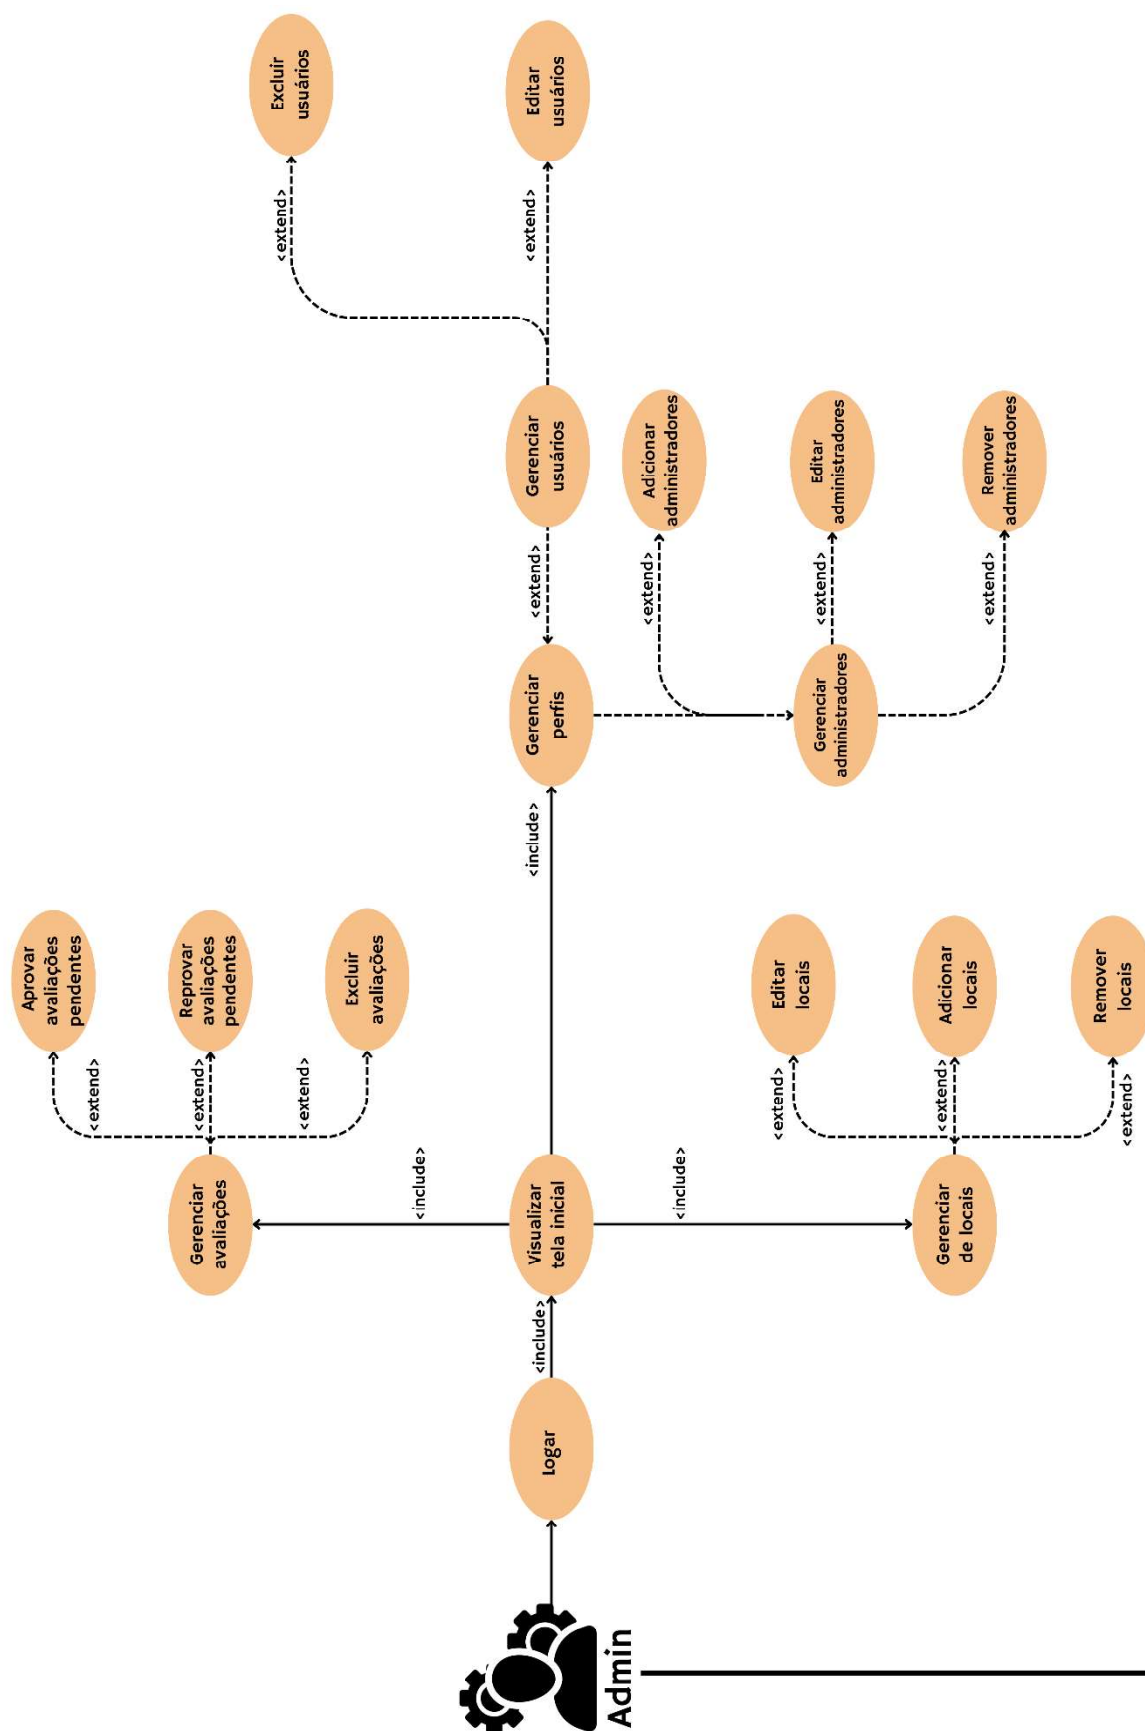 Admin
Logar
<include>
Visualizar
tela inicial
<include>
Gerenciar
avaliações
<extend>
Aprovar
avaliações
pendentes
<extend>
Reprovar
avaliações
pendentes
<extend>
Excluir
avaliações
<include>
Gerenciar
perfis
<extend>
Gerenciar
usuários
<extend>
Excluir
usuários
<extend>
Editar
usuários
Gerenciar
administradores
<extend>
Adicionar
administradores
<extend>
Editar
administradores
<extend>
Remover
administradores
<include>
Gerenciar
de locais
<extend>
Editar
locais
<extend>
Adicionar
locais
<extend>
Remover
locais